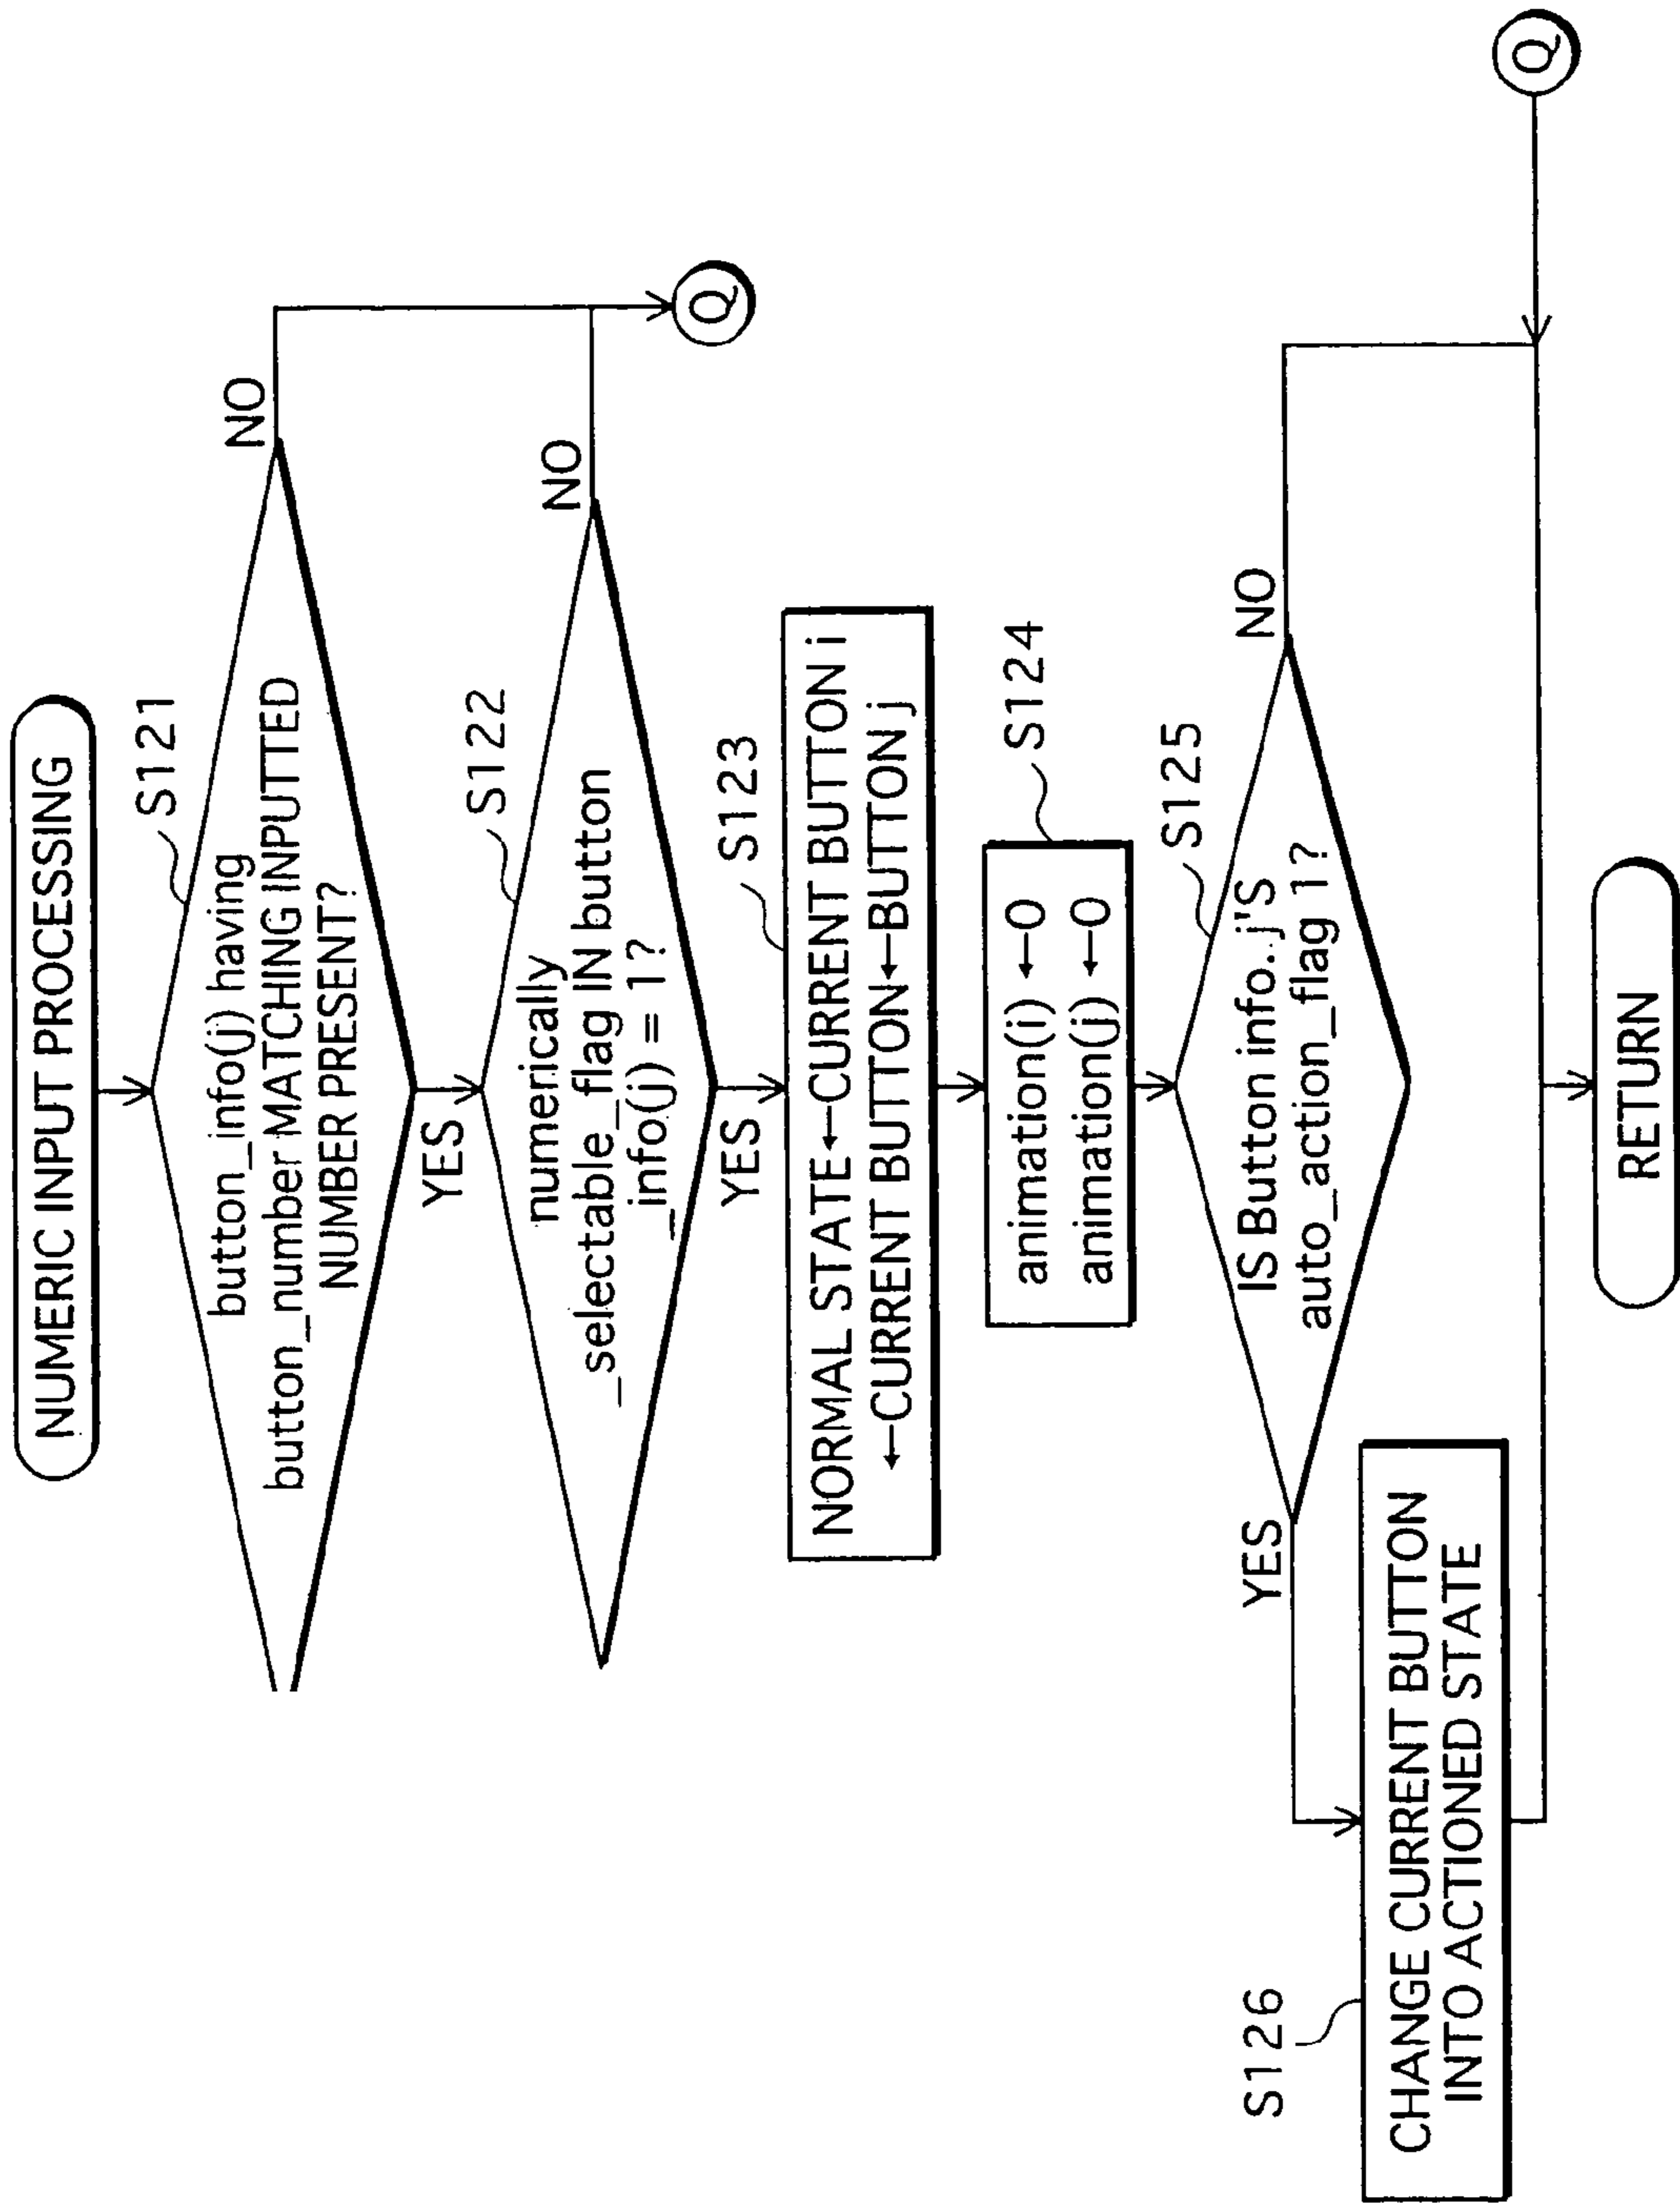 NUMERIC INPUT PROCESSING
S121
button_info(j) having
button_number MATCHING INPUTTED
NUMBER PRESENT?
NO
YES
S122
numerically
_selectable_flag IN button
_info(j) = 1?
NO
Q
YES
S123
NORMAL STATE←CURRENT BUTTON i
←CURRENT BUTTON←BUTTON j
S124
animation(i) ←0
animation(j) ←0
S125
IS Button info..j'S
auto_action_flag 1?
YES
NO
S126
CHANGE CURRENT BUTTON
INTO ACTIONED STATE
Q
RETURN